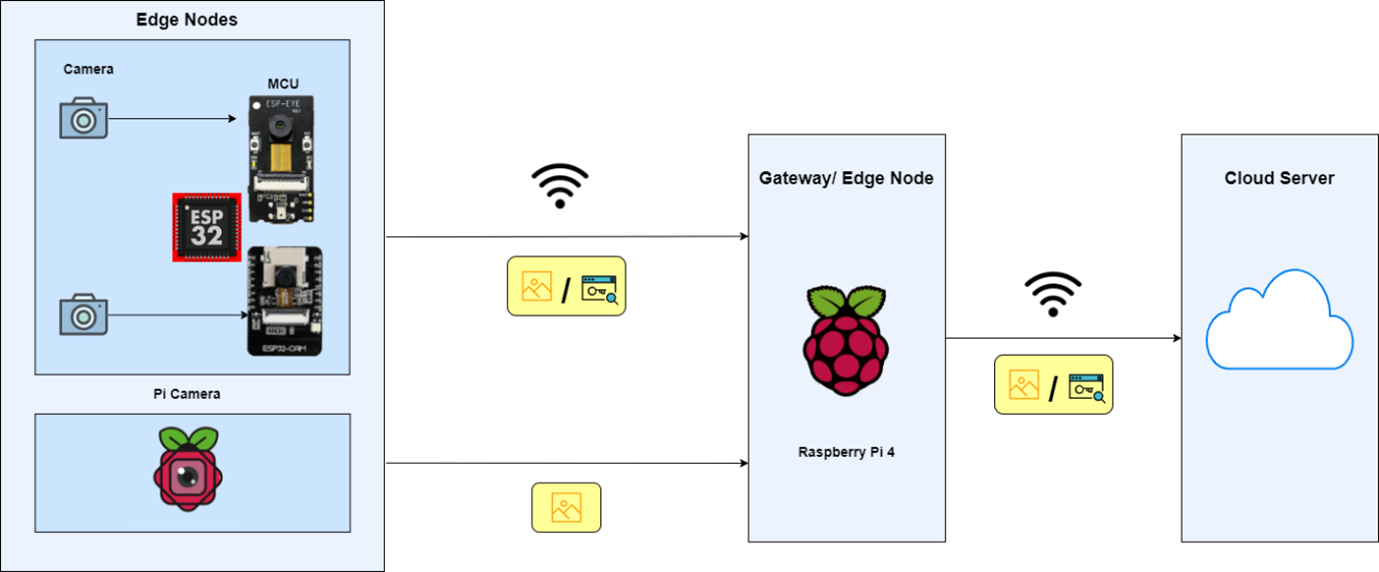 Edge Nodes
Camera
MCU
ESP-EYE
ESP
32
ESP32-CAM
Pi Camera
Gateway/ Edge Node
Raspberry Pi 4
Cloud Server